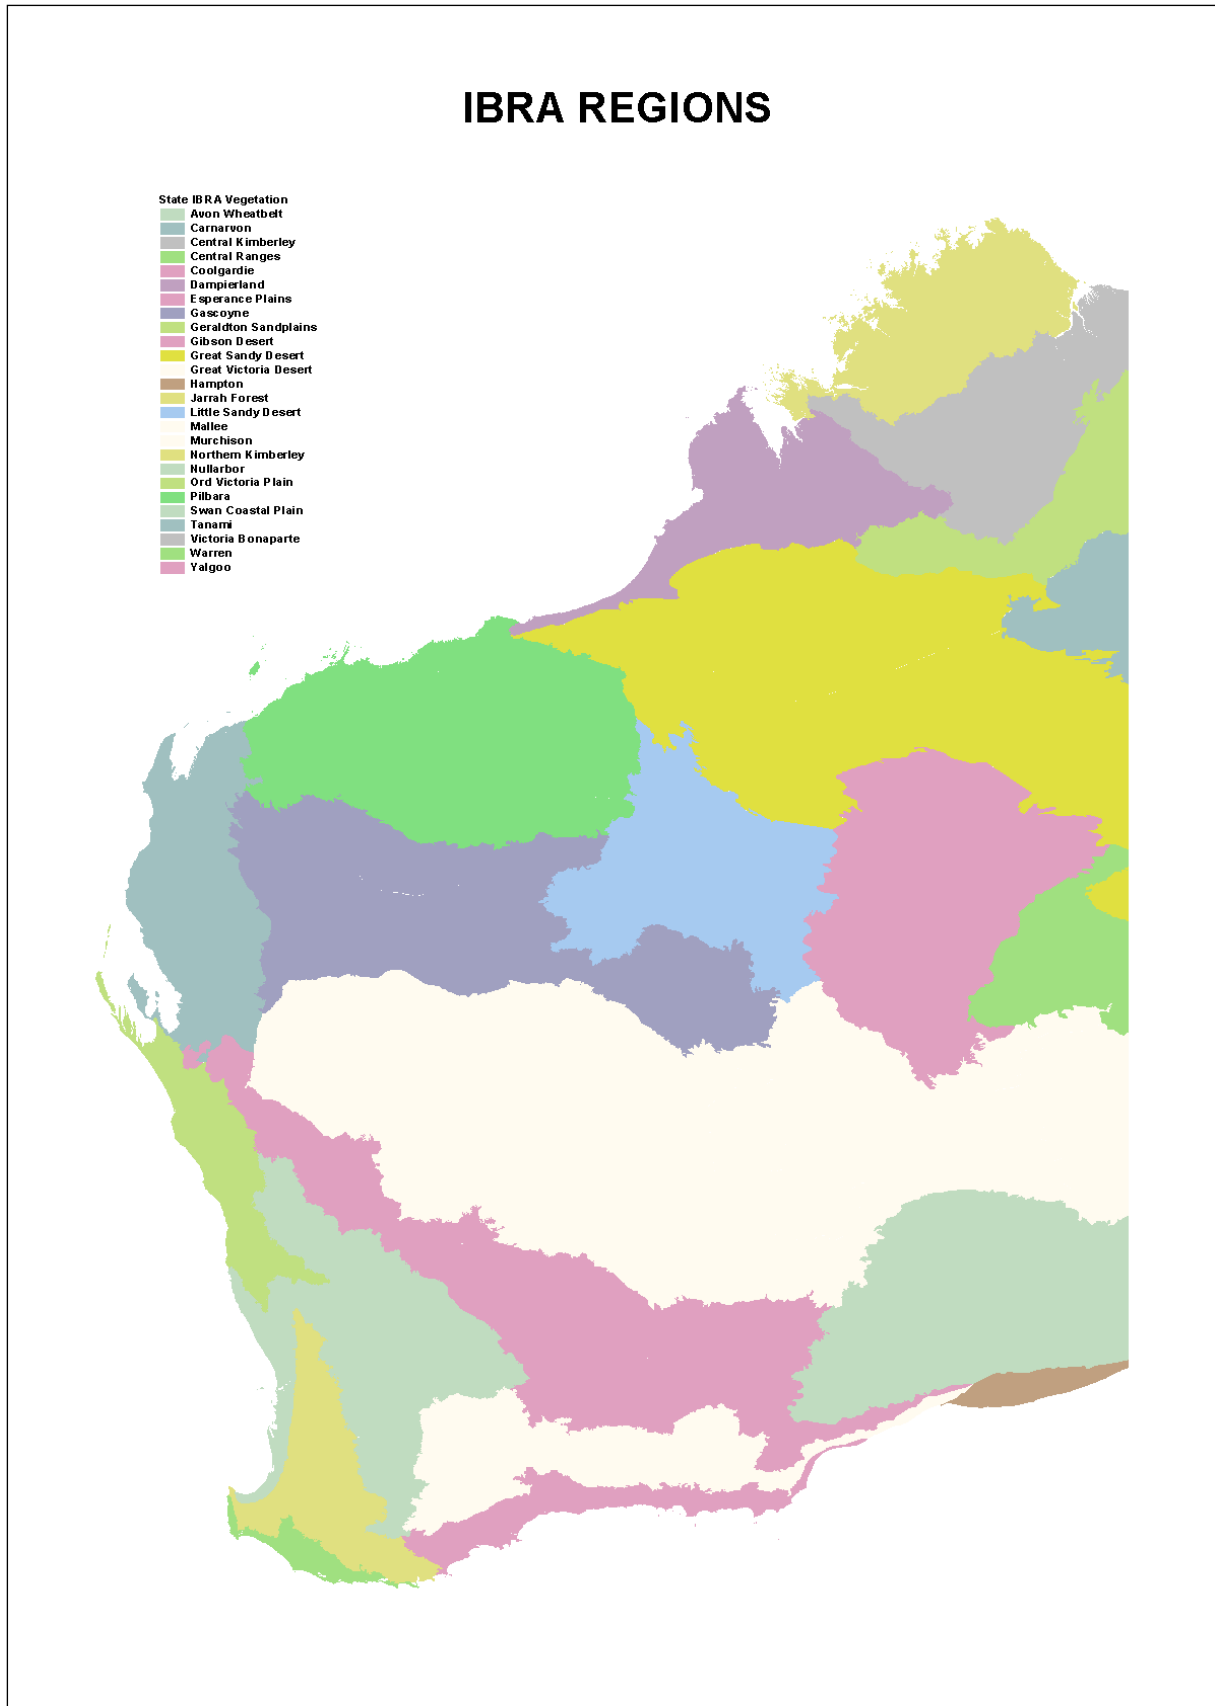 IBRA REGIONS
State IBRA Vegetation
Avon Wheatbelt
Carnarvon
Central Kimberley
Central Ranges
Coolgardie
Dampierland
Esperance Plains
Gascoyne
Geraldton Sandplains
Gibson Desert
Great Sandy Desert
Great Victoria Desert
Hampton
Jarrah Forest
Little Sandy Desert
Mallee
Murchison
Northern Kimberley
Nullarbor
Ord Victoria Plain
Pilbara
Swan Coastal Plain
Tanami
Victoria Bonaparte
Warren
Yalgoo